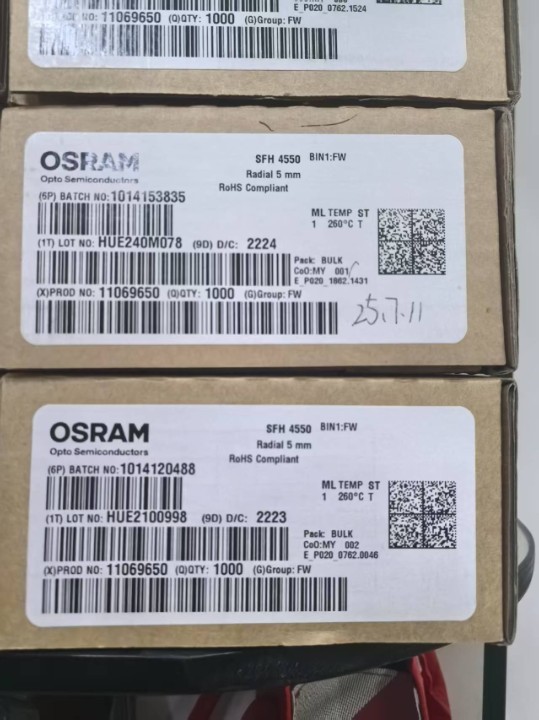 E_P020_0762.1524
(X)PROD NO: 11069650 (Q)QTY: 1000 (G)Group: FW
OSRAM
Opto Semiconductors
SFH 4550 BIN1:FW
Radial 5 mm
RoHS Compliant
(6P) BATCH NO: 1014153835
ML TEMP ST
1 260°C T
(1T) LOT NO: HUE240M078 (9D) D/C: 2224
Pack: BULK
CoO:MY 001
E_P020_1862.1431
(X)PROD NO: 11069650 (Q)QTY: 1000 (G)Group: FW
25.7.11
OSRAM
Opto Semiconductors
SFH 4550 BIN1:FW
Radial 5 mm
RoHS Compliant
(6P) BATCH NO: 1014120488
ML TEMP ST
1 260°C T
(1T) LOT NO: HUE2100998 (9D) D/C: 2223
Pack: BULK
CoO:MY 002
E_P020_0762.0046
(X)PROD NO: 11069650 (Q)QTY: 1000 (G)Group: FW